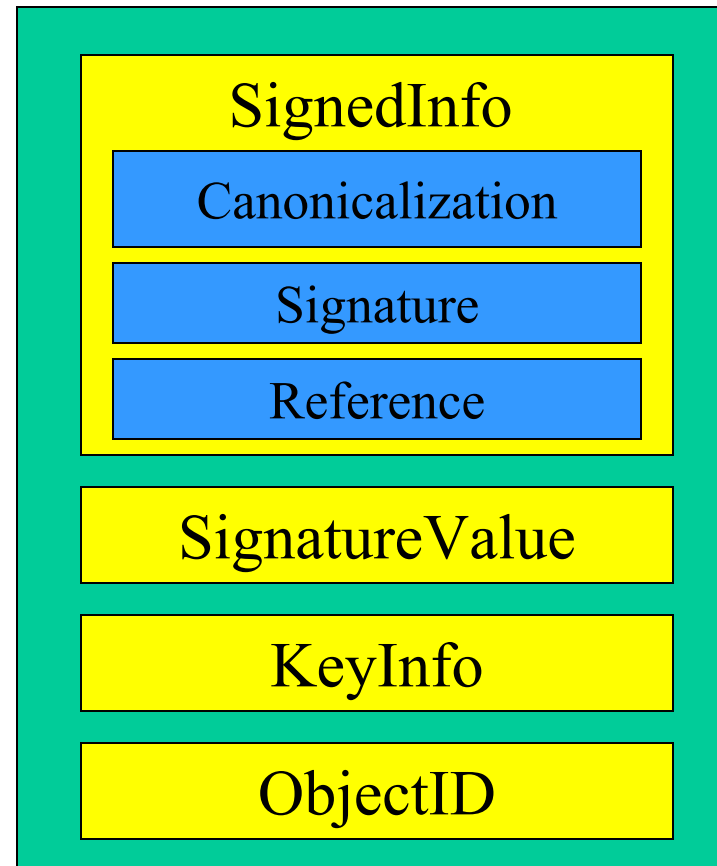 SignedInfo
Canonicalization
Signature
Reference
SignatureValue
KeyInfo
ObjectID